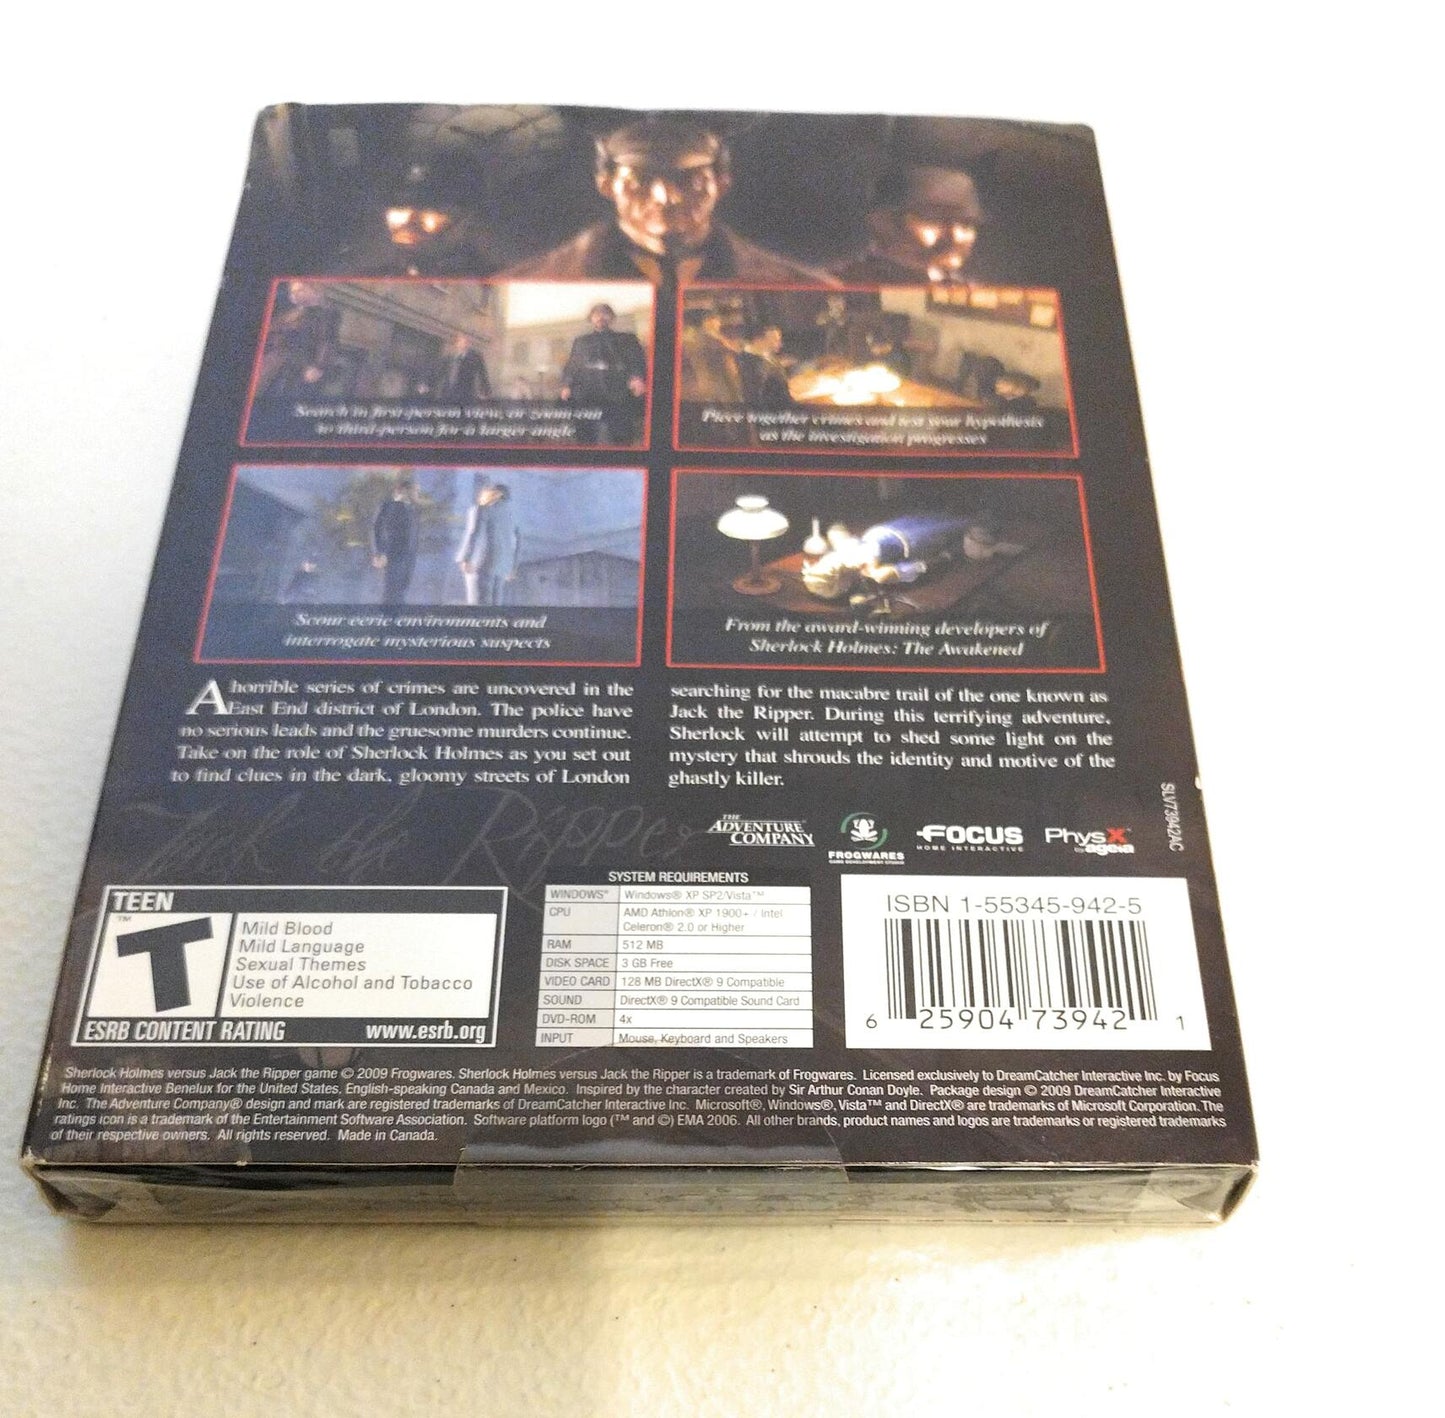 Search in first-person view, or zoom out
to third-person for a larger angle
Piece together crimes and test your hypothesis
as the investigation progresses
Scour eerie environments and
interrogate mysterious suspects
From the award-winning developers of
Sherlock Holmes: The Awakened
A horrible series of crimes are uncovered in the
East End district of London. The police have
no serious leads and the gruesome murders continue.
Take on the role of Sherlock Holmes as you set out
to find clues in the dark, gloomy streets of London
searching for the macabre trail of the one known as
Jack the Ripper. During this terrifying adventure,
Sherlock will attempt to shed some light on the
mystery that shrouds the identity and motive of the
ghastly killer.
Jack the Ripper
THE
ADVENTURE
COMPANY
FROGWARES
GAME DEVELOPMENT STUDIO
FOCUS
HOME INTERACTIVE
PhysX™
by ageia
SLV73942AC
TEEN
T™
Mild Blood
Mild Language
Sexual Themes
Use of Alcohol and Tobacco
Violence
ESRB CONTENT RATING www.esrb.org
SYSTEM REQUIREMENTS
WINDOWS® Windows® XP SP2/Vista™
CPU AMD Athlon® XP 1900+ / Intel
Celeron® 2.0 or Higher
RAM 512 MB
DISK SPACE 3 GB Free
VIDEO CARD 128 MB DirectX® 9 Compatible
SOUND DirectX® 9 Compatible Sound Card
DVD-ROM 4x
INPUT Mouse, Keyboard and Speakers
ISBN 1-55345-942-5
6 25904 73942 1
Sherlock Holmes versus Jack the Ripper game © 2009 Frogwares. Sherlock Holmes versus Jack the Ripper is a trademark of Frogwares. Licensed exclusively to DreamCatcher Interactive Inc. by Focus
Home Interactive Benelux for the United States, English-speaking Canada and Mexico. Inspired by the character created by Sir Arthur Conan Doyle. Package design © 2009 DreamCatcher Interactive
Inc. The Adventure Company® design and mark are registered trademarks of DreamCatcher Interactive Inc. Microsoft®, Windows®, Vista™ and DirectX® are trademarks of Microsoft Corporation. The
ratings icon is a trademark of the Entertainment Software Association. Software platform logo (™ and ©) EMA 2006. All other brands, product names and logos are trademarks or registered trademarks
of their respective owners. All rights reserved. Made in Canada.